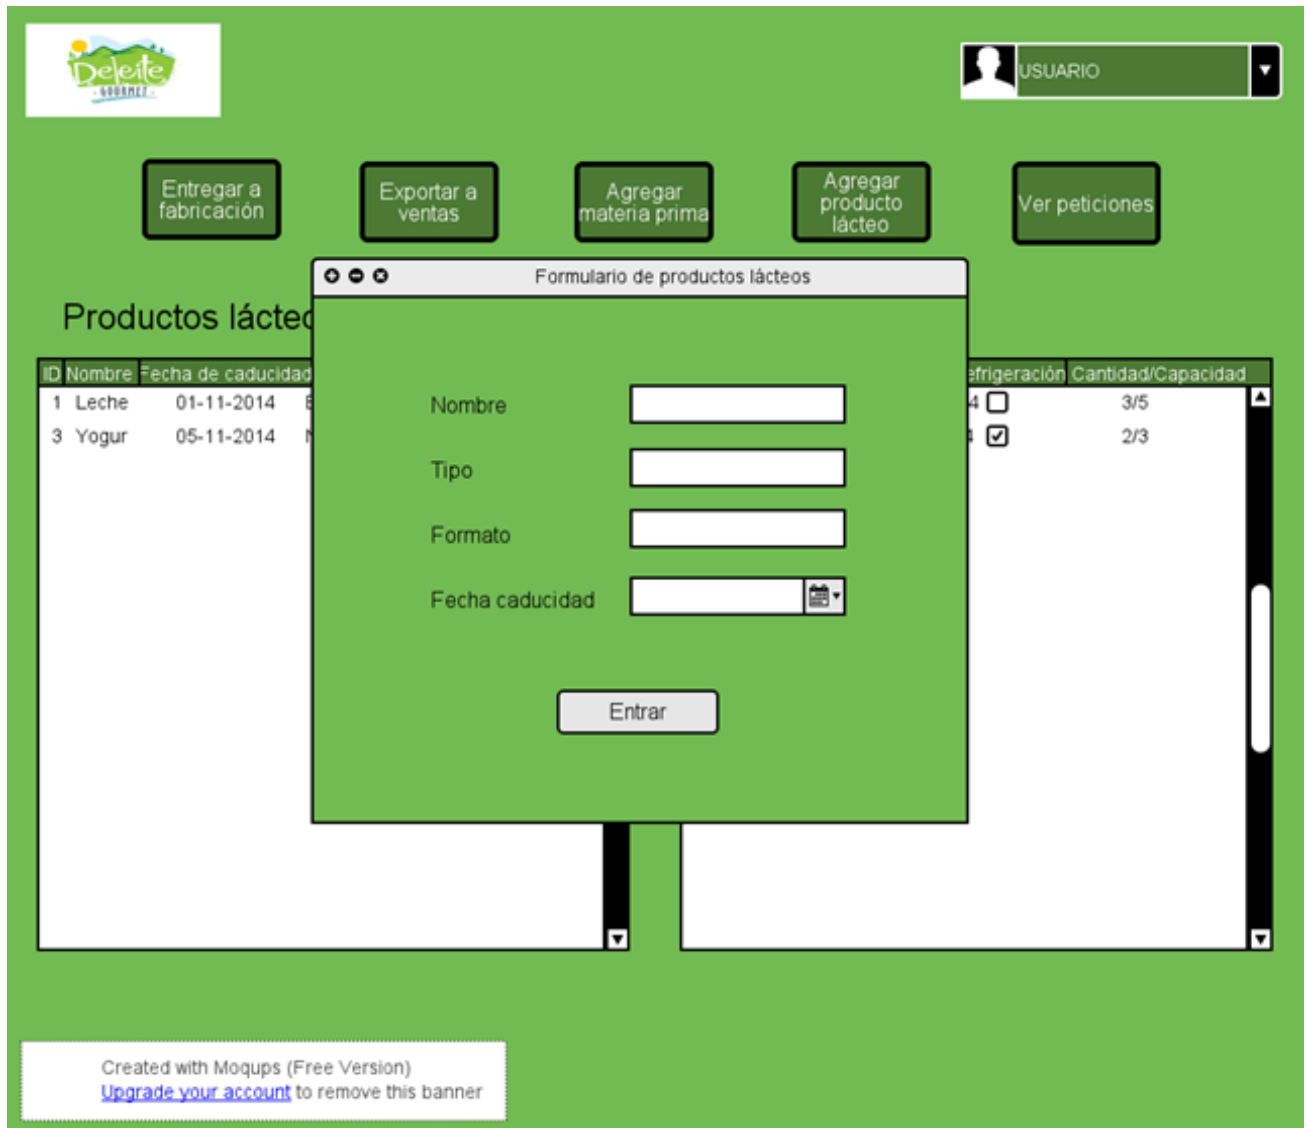 Deleite
- GOURMET -
USUARIO
Entregar a
fabricación
Exportar a
ventas
Agregar
materia prima
Agregar
producto
lácteo
Ver peticiones
Formulario de productos lácteos
Productos
ID Nombre Fecha de
Cantidad/Capacidad
1 Leche 01-11-2014
3/5
3 Yogur 05-11-2014
2/3
Nombre
Tipo
Formato
Fecha caducidad
Entrar
Created with Moqups (Free Version)
Upgrade your account to remove this banner